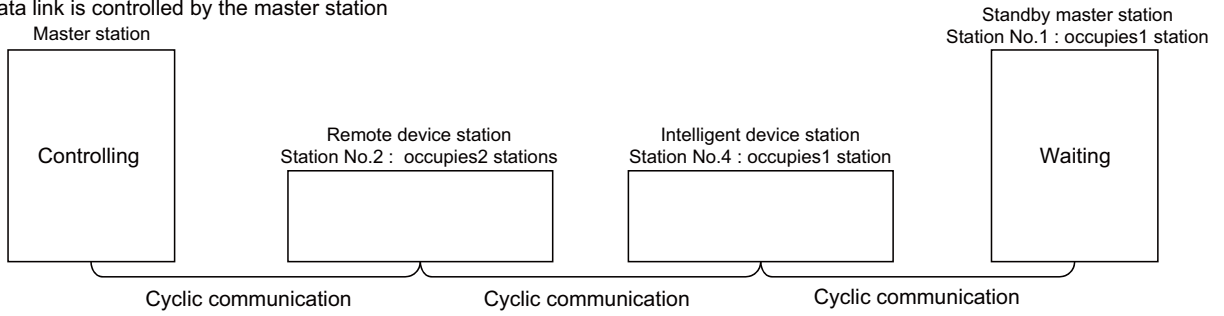 ata link is controlled by the master station
Master station
Controlling
Remote device station
Station No.2 : occupies2 stations
Intelligent device station
Station No.4 : occupies1 station
Standby master station
Station No.1 : occupies1 station
Waiting
Cyclic communication
Cyclic communication
Cyclic communication